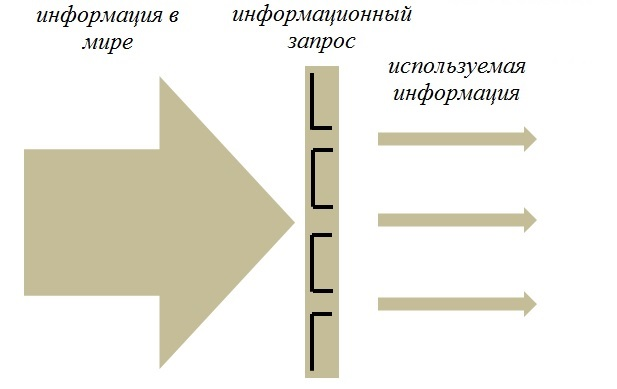 информация в
мире
информационный
запрос
используемая
информация